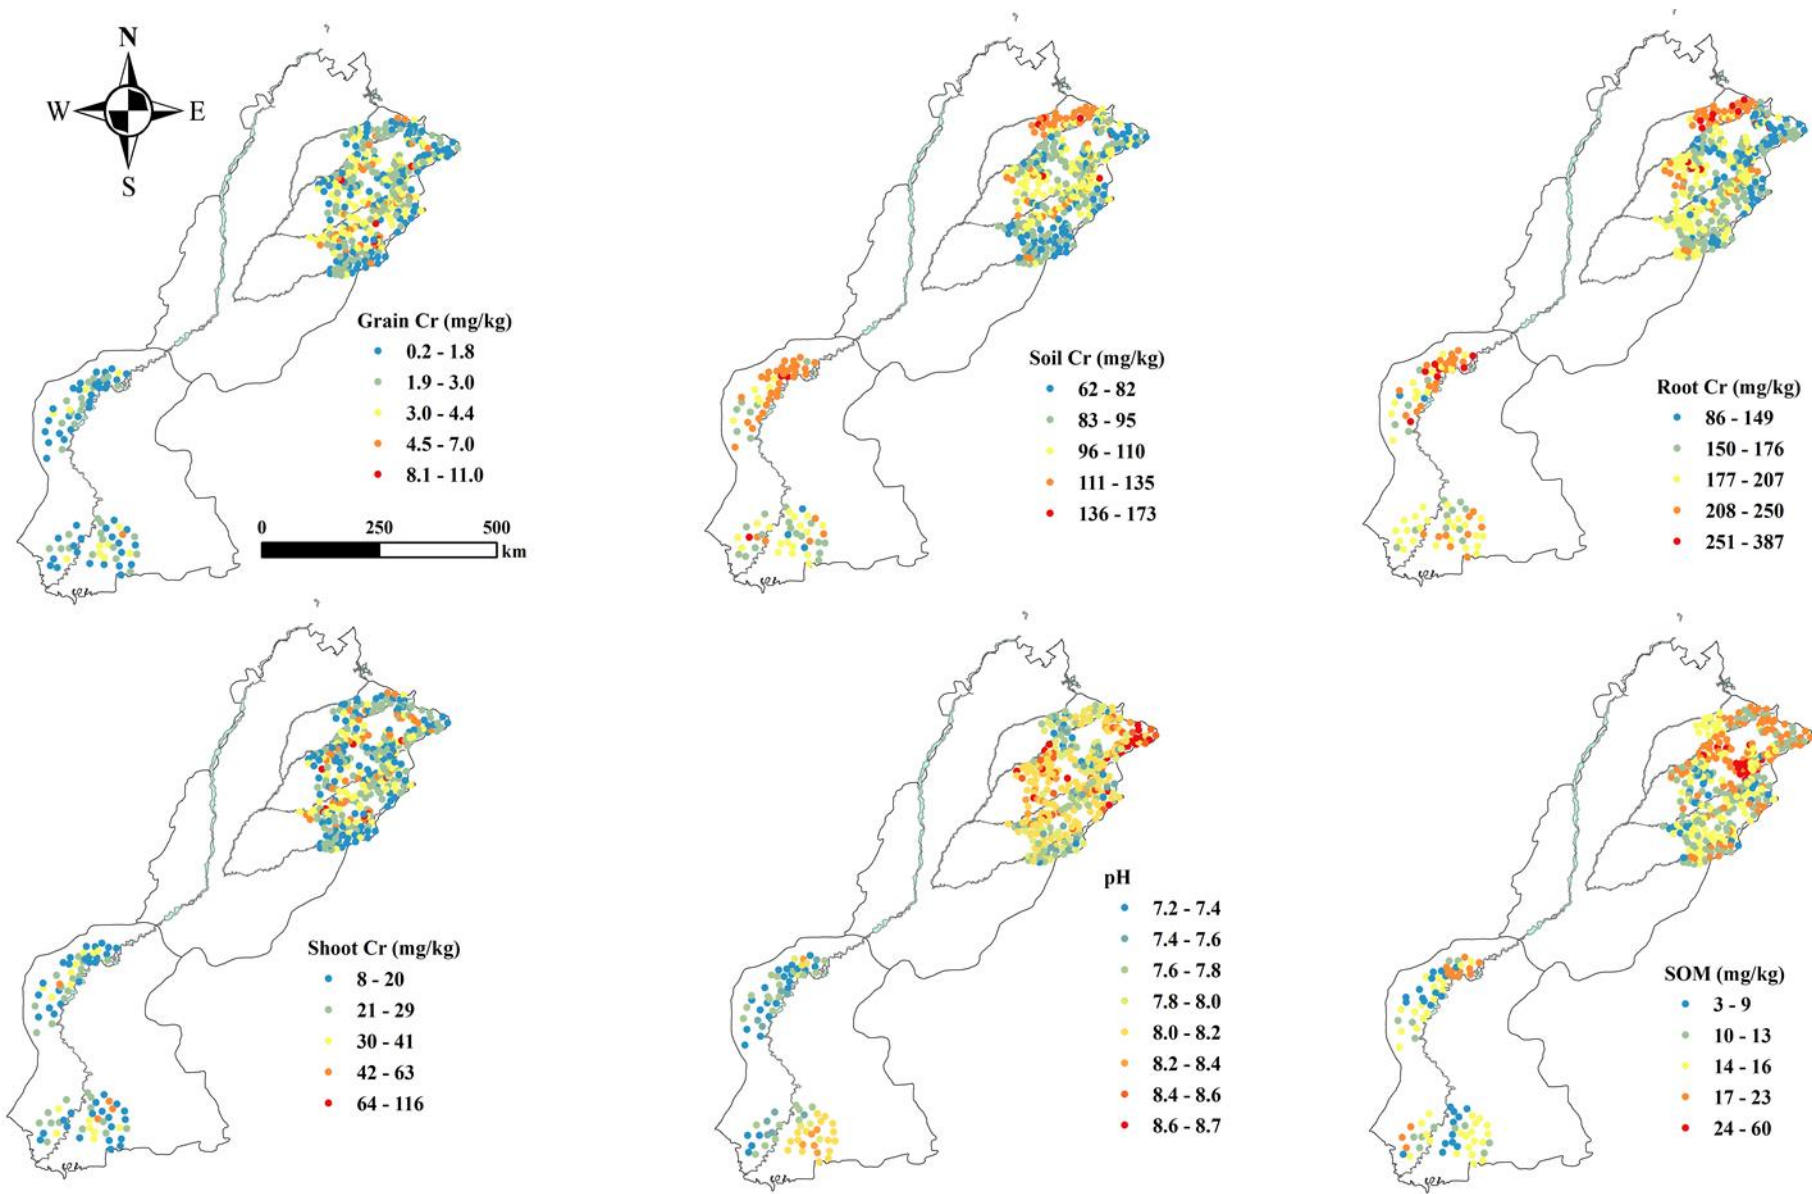 N
W E
S
Grain Cr (mg/kg)
0.2 - 1.8
1.9 - 3.0
3.0 - 4.4
4.5 - 7.0
8.1 - 11.0
0 250 500
km
Soil Cr (mg/kg)
62 - 82
83 - 95
96 - 110
111 - 135
136 - 173
Root Cr (mg/kg)
86 - 149
150 - 176
177 - 207
208 - 250
251 - 387
Shoot Cr (mg/kg)
8 - 20
21 - 29
30 - 41
42 - 63
64 - 116
pH
7.2 - 7.4
7.4 - 7.6
7.6 - 7.8
7.8 - 8.0
8.0 - 8.2
8.2 - 8.4
8.4 - 8.6
8.6 - 8.7
SOM (mg/kg)
3 - 9
10 - 13
14 - 16
17 - 23
24 - 60